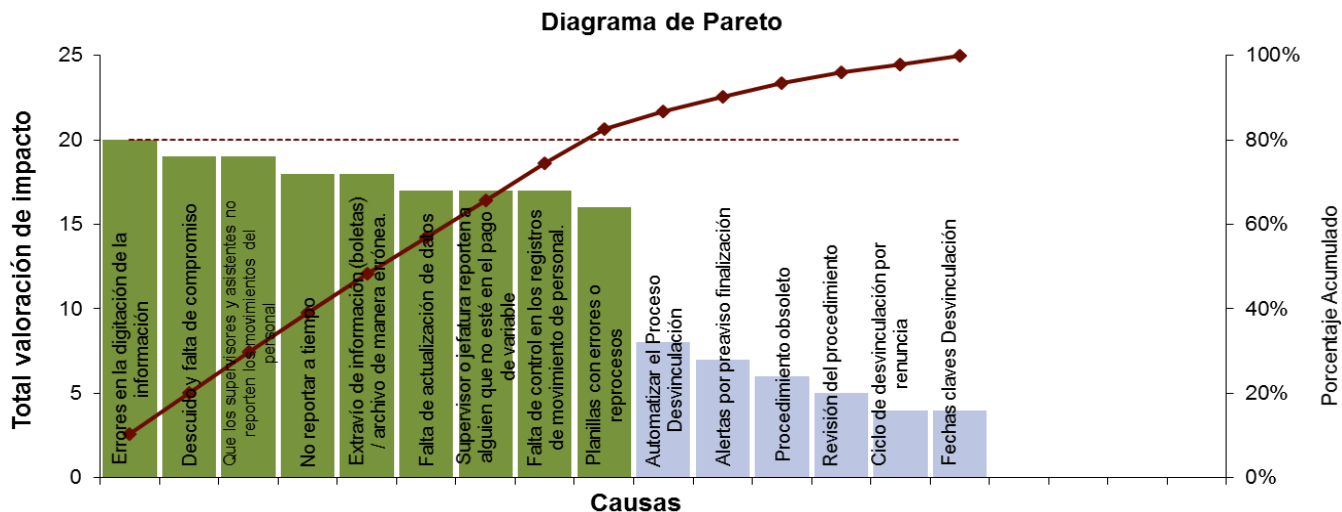 Diagrama de Pareto
Total valoración de impacto
25
20
15
10
5
0
Errores en la digitación de la
información
Descuido y falta de compromiso
Que los supervisores y asistentes no
reporten los movimientos del
personal
No reportar a tiempo
Extravío de información (boletas)
/ archivo de manera errónea.
Falta de actualización de datos
Supervisor o jefatura reporten a
alguien que no esté en el pago
de variable
Falta de control en los registros
de movimiento de personal.
Planillas con errores o
reprocesos
Automatizar el Proceso
Desvinculación
Alertas por preaviso finalización
Procedimiento obsoleto
Revisión del procedimiento
Ciclo de desvinculación por
renuncia
Fechas claves Desvinculación
100%
80%
60%
40%
20%
0%
Porcentaje Acumulado
Causas